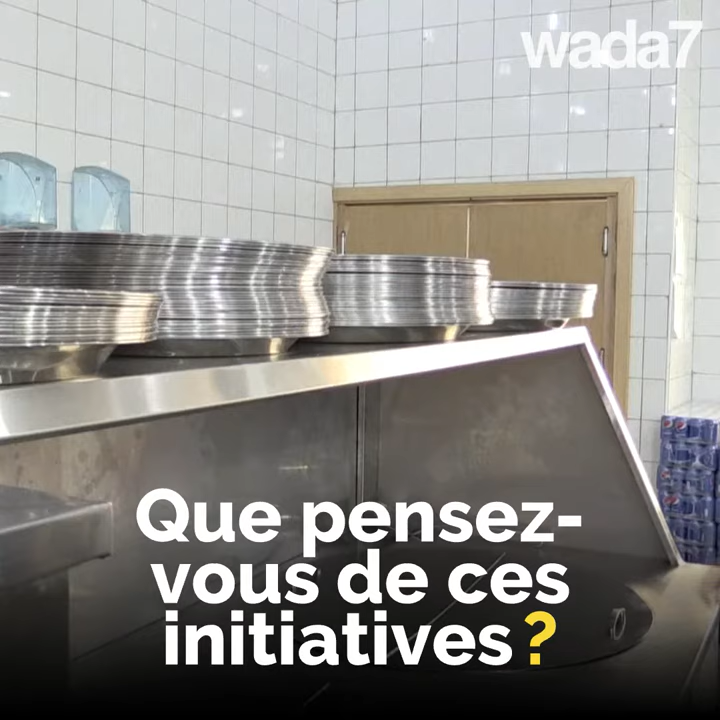 wada7
Que pensez-
vous de ces
initiatives?